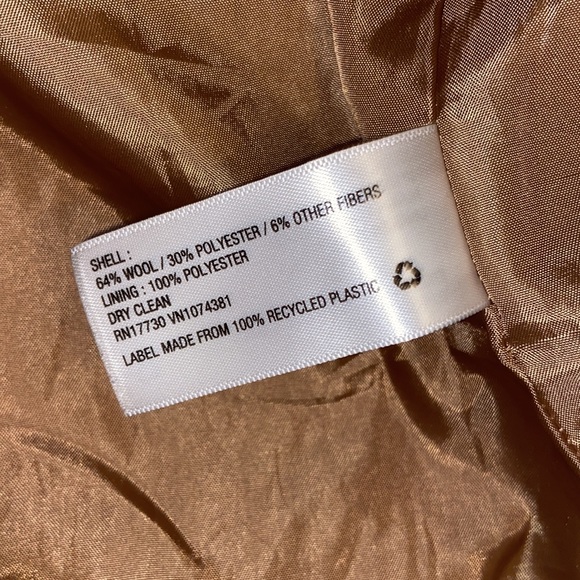 SHELL :
64% WOOL / 30% POLYESTER / 6% OTHER FIBERS
LINING : 100% POLYESTER
DRY CLEAN
RN17730 VN1074381
LABEL MADE FROM 100% RECYCLED PLASTIC